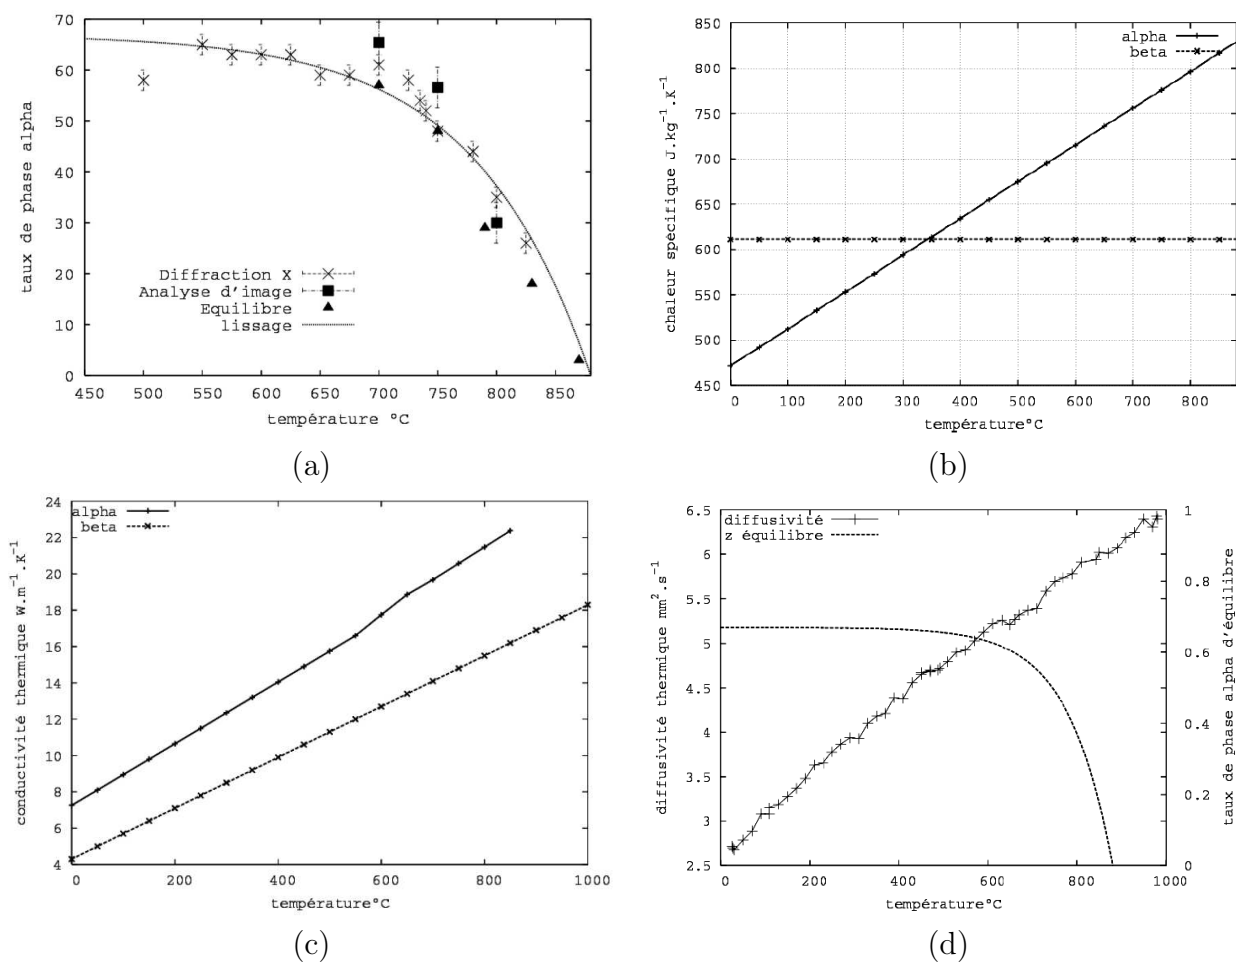 70
60
50
40
30
20
10
0
taux de phase alpha
Diffraction X
Analyse d'image
Equilibre
lissage
450 500 550 600 650 700 750 800 850
température °C
(a)
850
800
750
700
650
600
550
500
450
chaleur spécifique J.kg⁻¹.K⁻¹
alpha
beta
0 100 200 300 400 500 600 700 800
température°C
(b)
24
22
20
18
16
14
12
10
8
6
4
conductivité thermique W.m⁻¹.K⁻¹
alpha
beta
0 200 400 600 800 1000
température°C
(c)
6.5
6
5.5
5
4.5
4
3.5
3
2.5
diffusivité thermique mm².s⁻¹
diffusivité
z équilibre
1
0.8
0.6
0.4
0.2
0
taux de phase alpha d'équilibre
0 200 400 600 800 1000
température°C
(d)